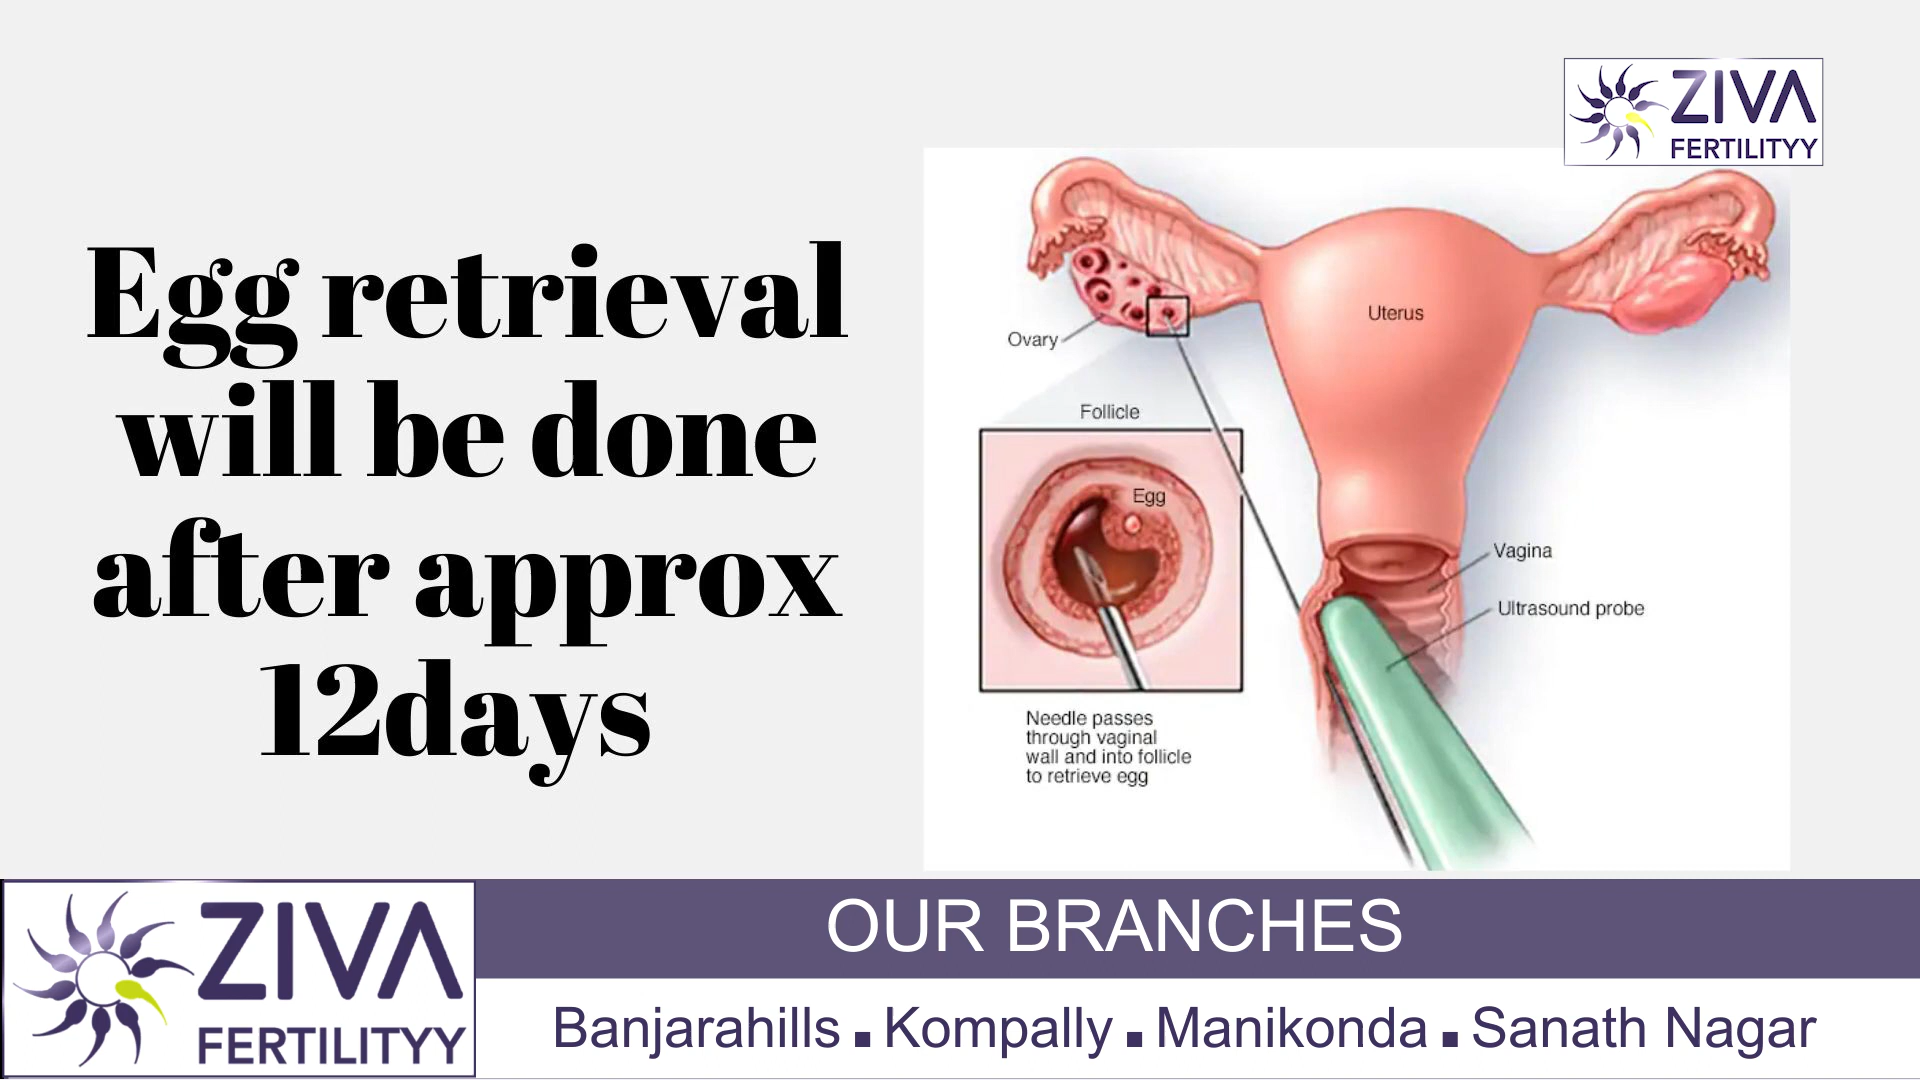 ZIVA
FERTILITYY
Egg retrieval
will be done
after approx
12days
Uterus
Ovary
Follicle
Egg
Vagina
Ultrasound probe
Needle passes
through vaginal
wall and into follicle
to retrieve egg
ZIVA
FERTILITYY
OUR BRANCHES
Banjarahills ▪ Kompally ▪ Manikonda ▪ Sanath Nagar